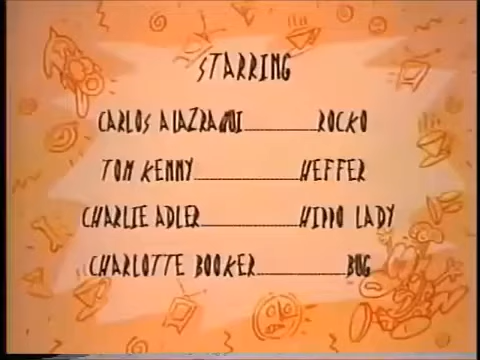 STARRING
CARLOS ALAZRAQUI..............ROCKO
TOM KENNY....................HEFFER
CHARLIE ADLER..................HIPPO LADY
CHARLOTTE BOOKER..................BUG